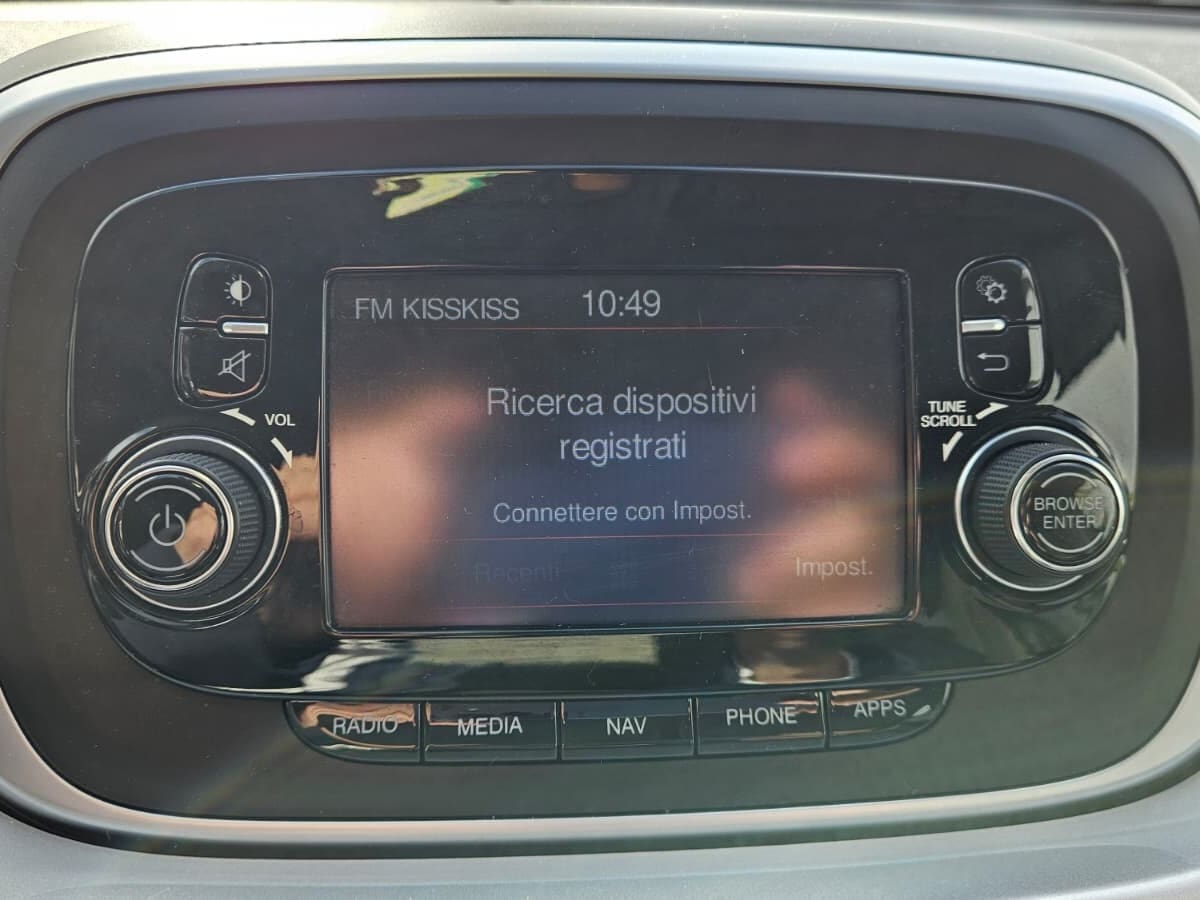 FM KISSKISS 10:49
Ricerca dispositivi
registrati
Connettere con Impost.
Recenti Impost.
VOL
TUNE
SCROLL
BROWSE
ENTER
RADIO MEDIA NAV PHONE APPS